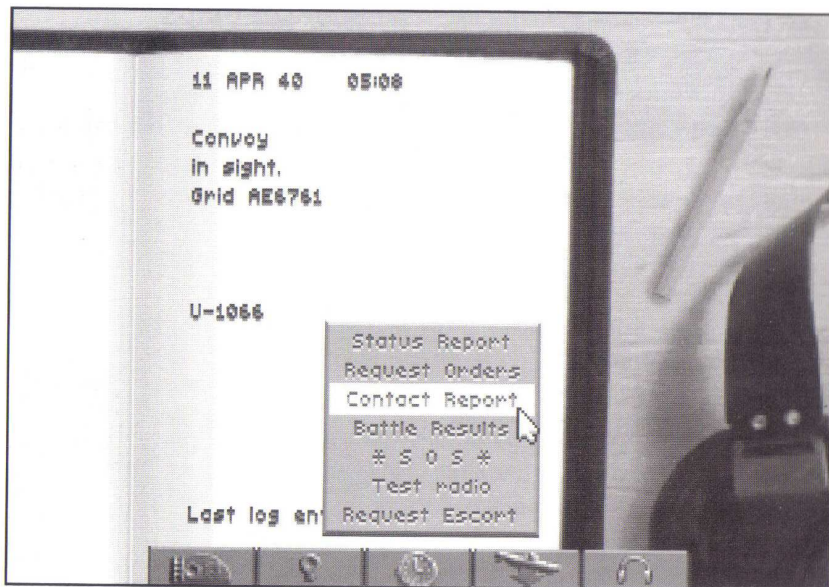 11 APR 40 05:08
Convoy
in sight.
Grid AE6761
U-1066
Status Report
Request Orders
Contact Report
Battle Results
* S O S *
Test radio
Last log en
Request Escort